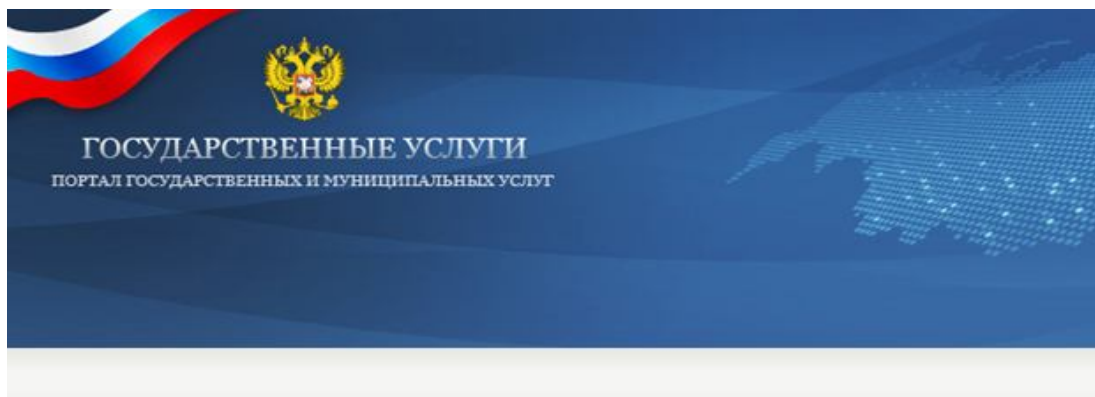 ГОСУДАРСТВЕННЫЕ УСЛУГИ
ПОРТАЛ ГОСУДАРСТВЕННЫХ И МУНИЦИПАЛЬНЫХ УСЛУГ